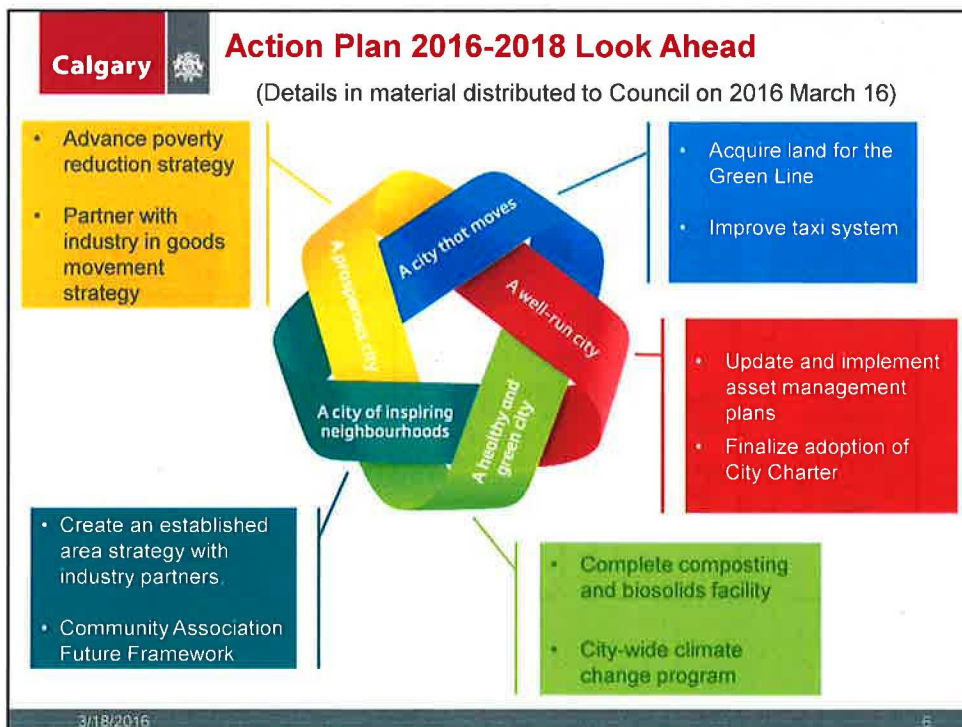 Calgary
Action Plan 2016-2018 Look Ahead
(Details in material distributed to Council on 2016 March 16)
• Advance poverty
reduction strategy
• Partner with
industry in goods
movement
strategy
• Acquire land for the
Green Line
• Improve taxi system
A prosperous city
A city that moves
A well-run city
A city of inspiring
neighbourhoods
A healthy and
green city
• Update and implement
asset management
plans
• Finalize adoption of
City Charter
• Create an established
area strategy with
industry partners.
• Community Association
Future Framework
• Complete composting
and biosolids facility
• City-wide climate
change program
3/18/2016
6